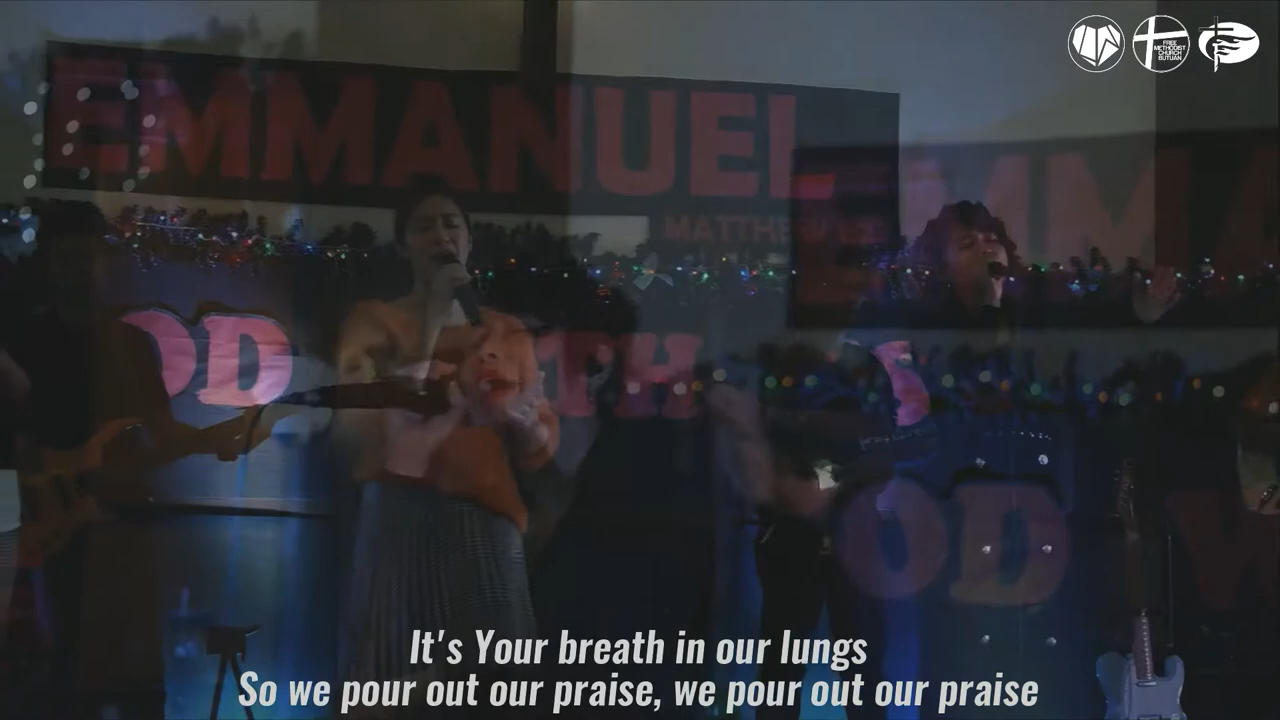 FREE
METHODIST
CHURCH
BUTUAN
EMMANUEL
EMMA
MATTHEW
OD
TH
OD
W
It's Your breath in our lungs
So we pour out our praise, we pour out our praise